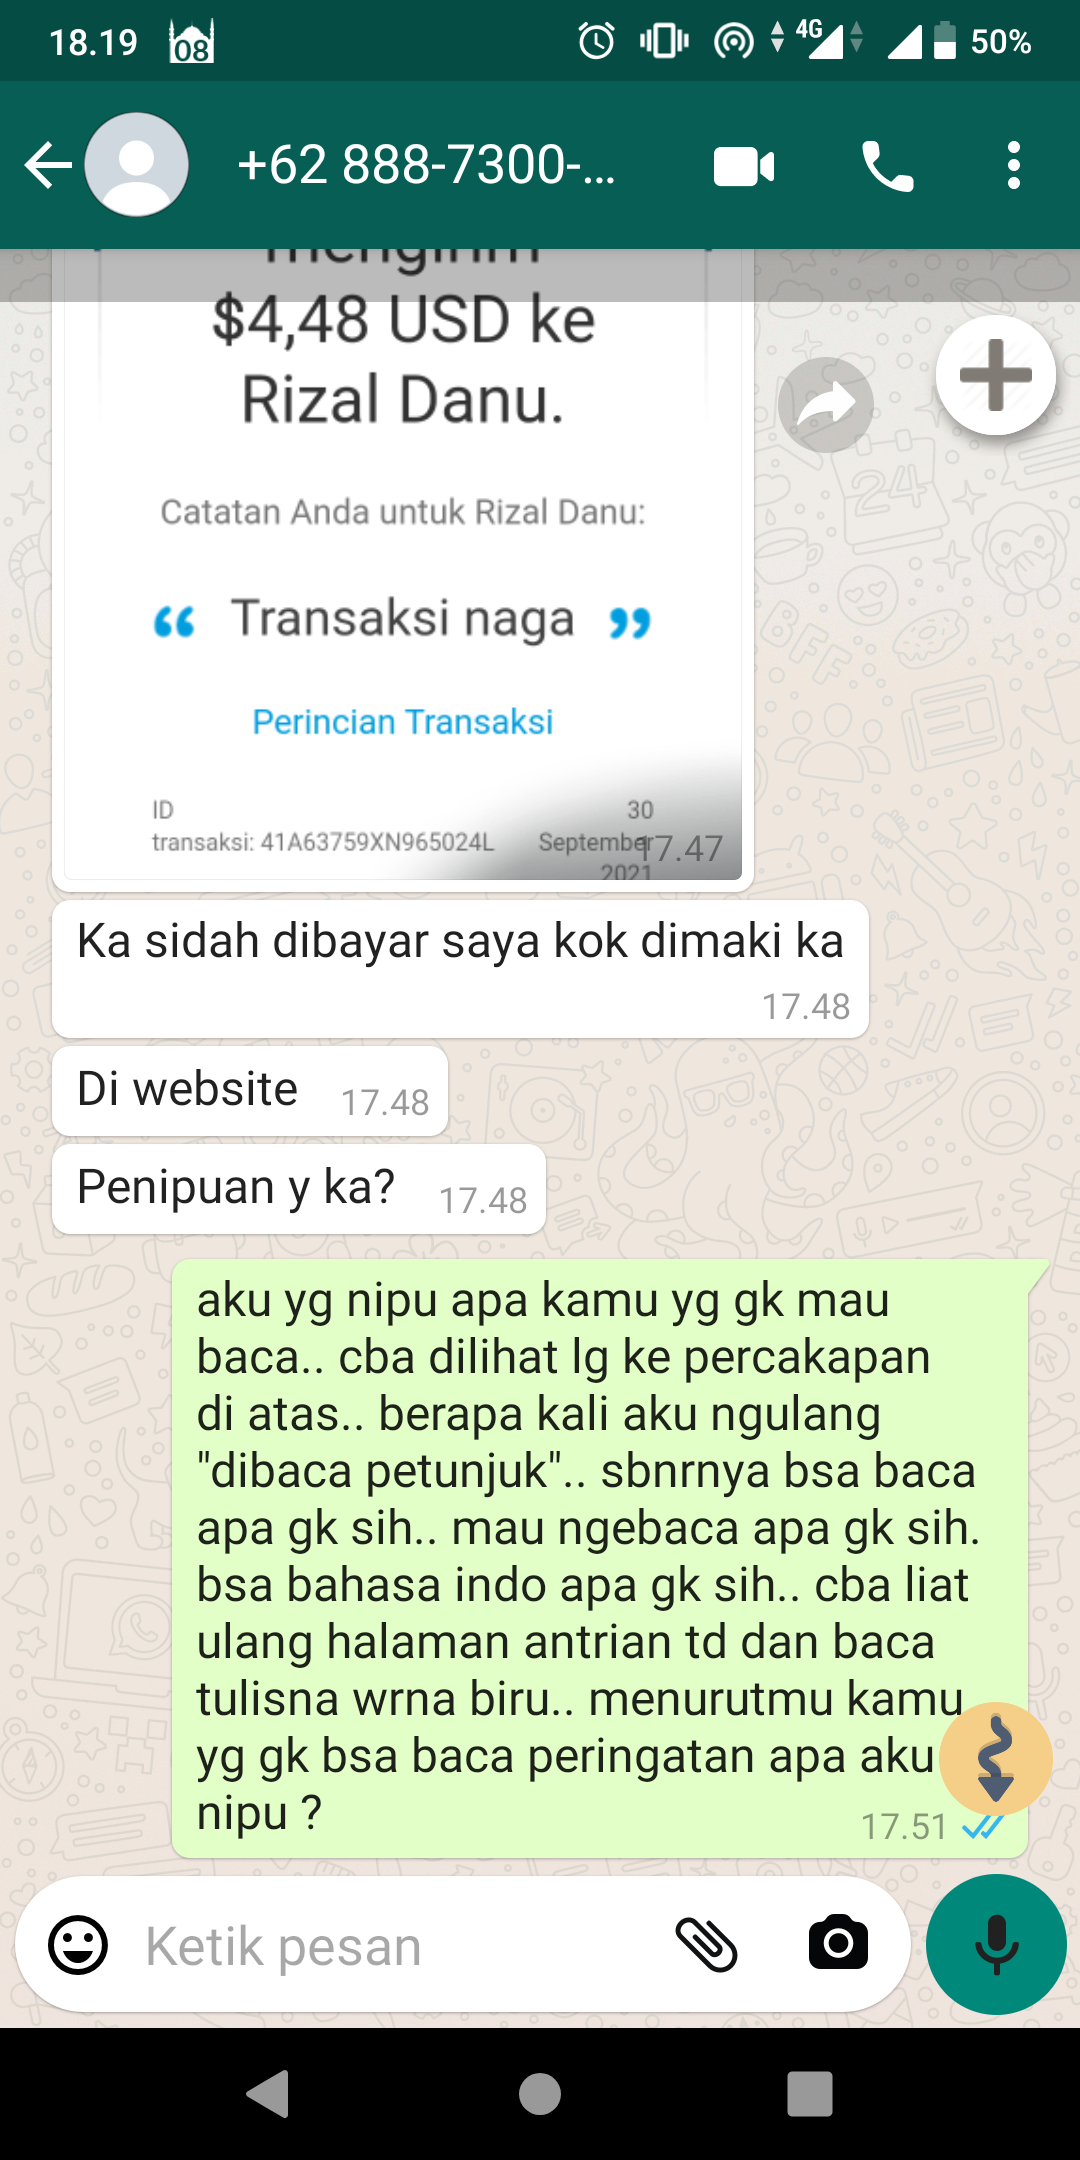 18.19
08
4G
50%
+62 888-7300-...
mengirim
$4,48 USD ke
Rizal Danu.
Catatan Anda untuk Rizal Danu:
“ Transaksi naga ”
Perincian Transaksi
ID
transaksi: 41A63759XN965024L
30
September
2021
17.47
Ka sidah dibayar saya kok dimaki ka
17.48
Di website 17.48
Penipuan y ka? 17.48
aku yg nipu apa kamu yg gk mau
baca.. cba dilihat lg ke percakapan
di atas.. berapa kali aku ngulang
"dibaca petunjuk".. sbnrnya bsa baca
apa gk sih.. mau ngebaca apa gk sih.
bsa bahasa indo apa gk sih.. cba liat
ulang halaman antrian td dan baca
tulisna wrna biru.. menurutmu kamu
yg gk bsa baca peringatan apa aku
nipu ?
17.51
Ketik pesan